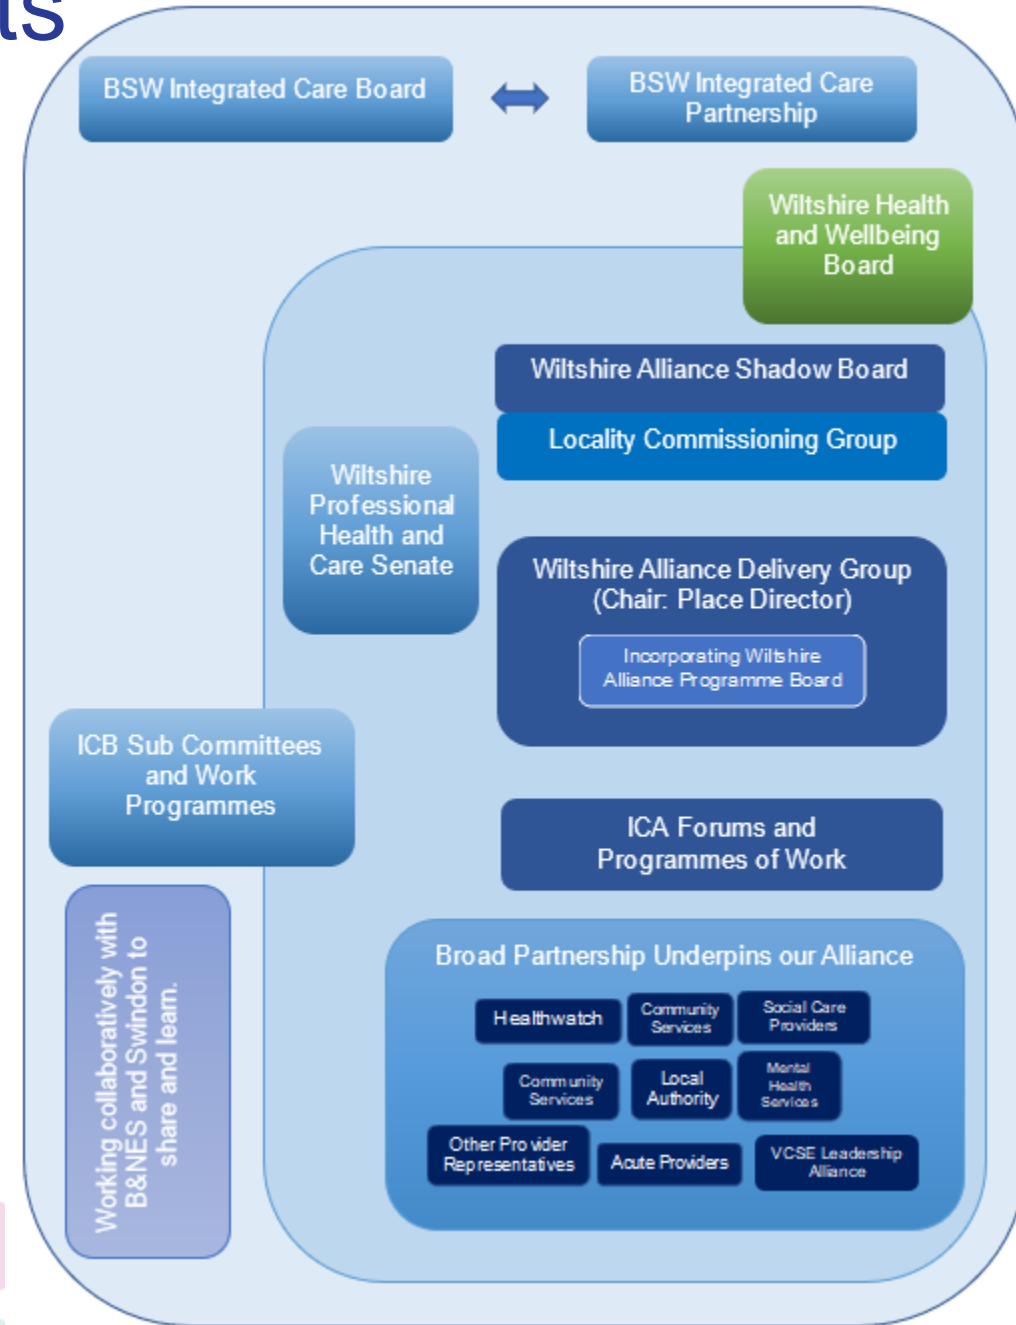 ts
BSW Integrated Care Board
BSW Integrated Care
Partnership
Wiltshire Health
and Wellbeing
Board
Wiltshire Alliance Shadow Board
Locality Commissioning Group
Wiltshire
Professional
Health and
Care Senate
Wiltshire Alliance Delivery Group
(Chair: Place Director)
Incorporating Wiltshire
Alliance Programme Board
ICB Sub Committees
and Work
Programmes
ICA Forums and
Programmes of Work
Working collaboratively with
B&NES and Swindon to
share and learn.
Broad Partnership Underpins our Alliance
Healthwatch
Community
Services
Social Care
Providers
Community
Services
Local
Authority
Mental
Health
Services
Other Provider
Representatives
Acute Providers
VCSE Leadership
Alliance